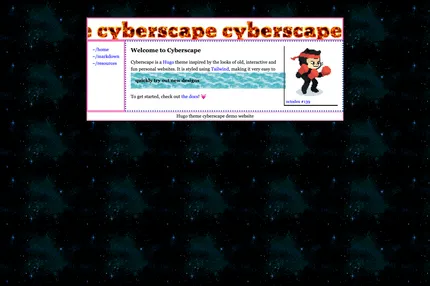 e cyberscape cyberscape
~/home
~/markdown
~/resources
Welcome to Cyberscape
Cyberscape is a Hugo theme inspired by the looks of old, interactive and
fun personal websites. It is styled using Tailwind, making it very easy to
quickly try out new designs.
To get started, check out the docs! 💗
octolex #139
Hugo theme cyberscape demo website